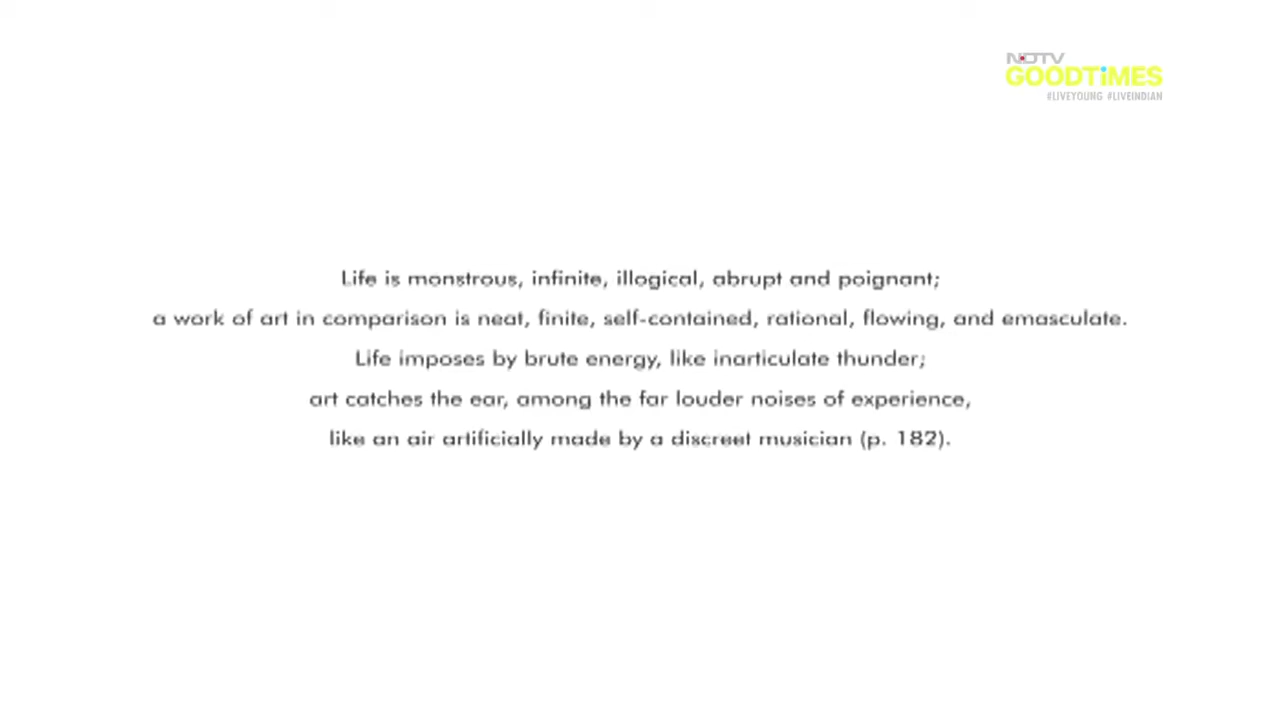 NDTV
GOODTiMES
#LIVEYOUNG #LIVEINDIAN
Life is monstrous, infinite, illogical, abrupt and poignant;
a work of art in comparison is neat, finite, self-contained, rational, flowing, and emasculate.
Life imposes by brute energy, like inarticulate thunder;
art catches the ear, among the far louder noises of experience,
like an air artificially made by a discreet musician (p. 182).